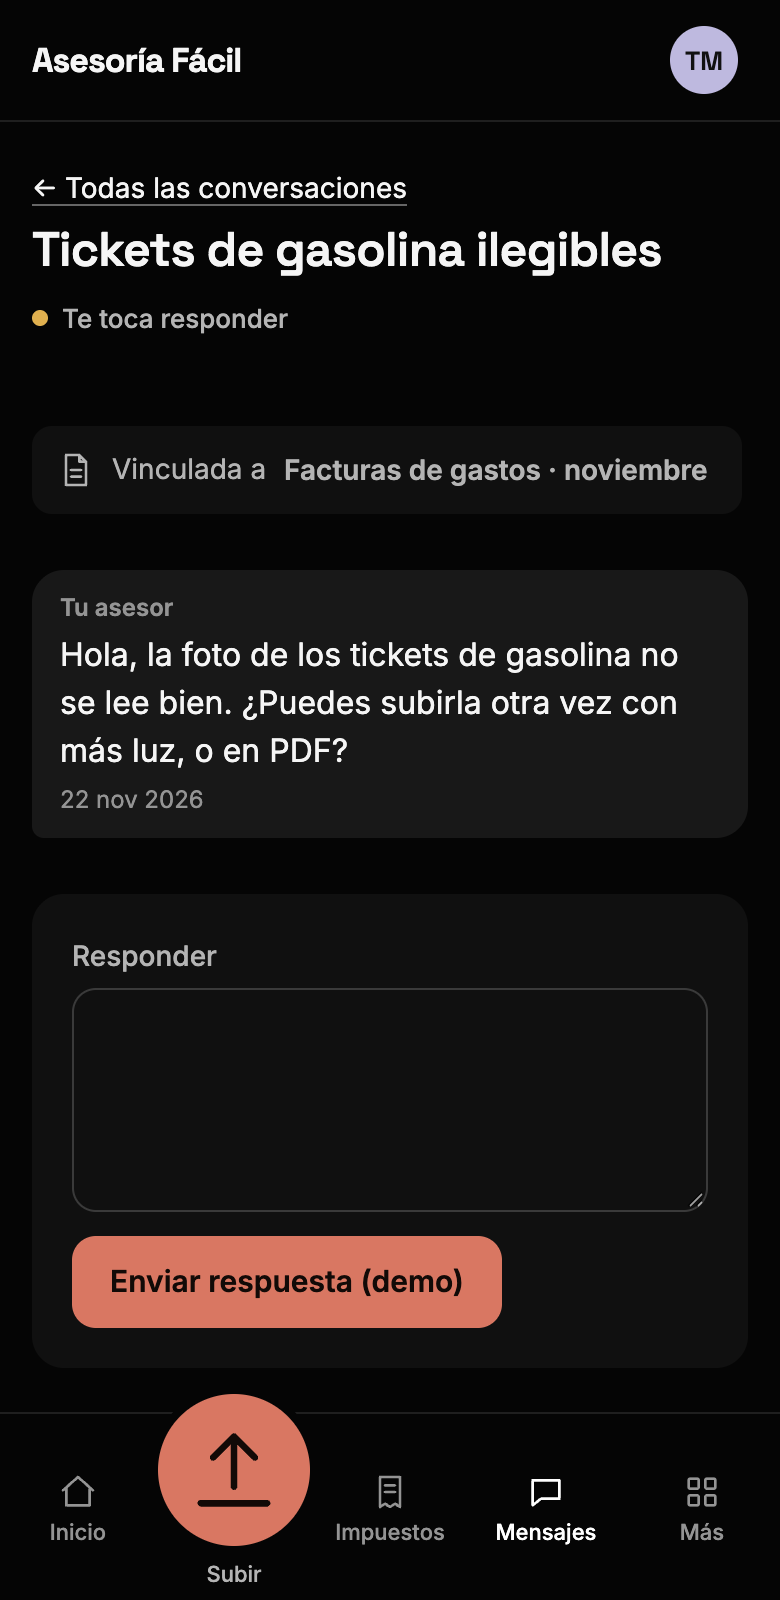 Asesoría Fácil
TM
← Todas las conversaciones
Tickets de gasolina ilegibles
Te toca responder
Vinculada a Facturas de gastos · noviembre
Tu asesor
Hola, la foto de los tickets de gasolina no
se lee bien. ¿Puedes subirla otra vez con
más luz, o en PDF?
22 nov 2026
Responder
Enviar respuesta (demo)
Inicio
Subir
Impuestos
Mensajes
Más